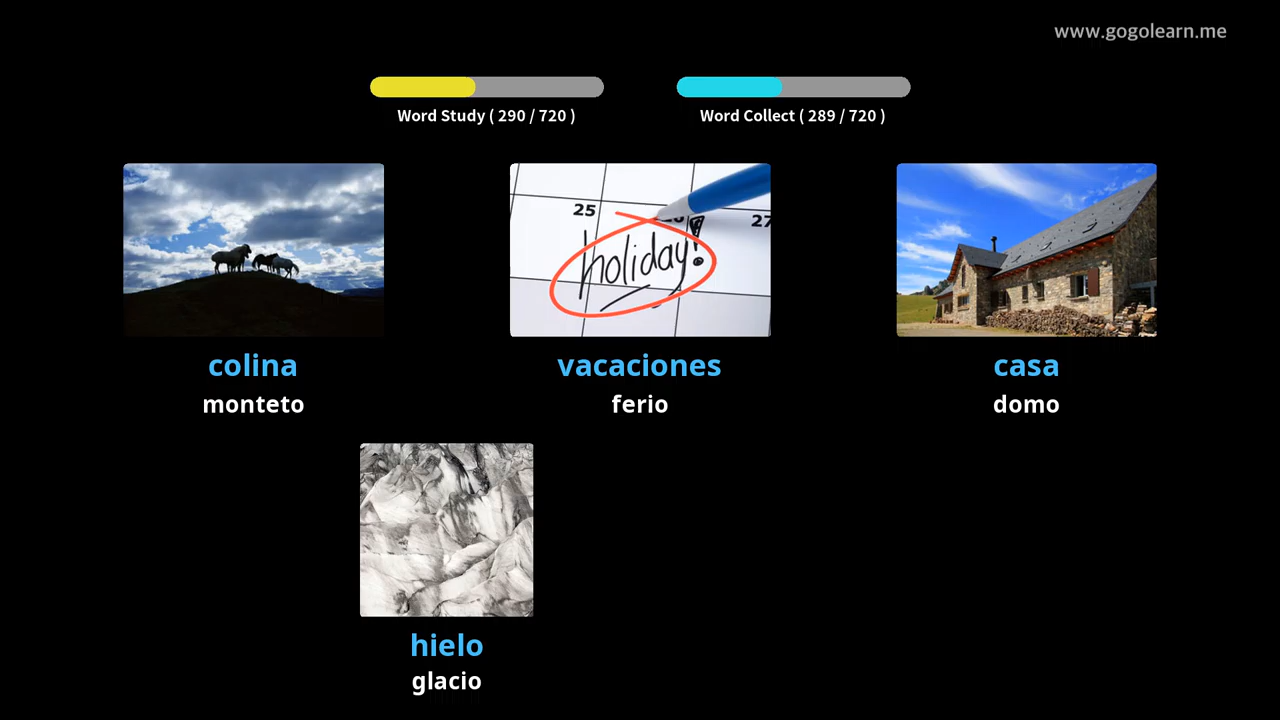 www.gogolearn.me
Word Study ( 290 / 720 )
Word Collect ( 289 / 720 )
25
27
holiday!
colina
vacaciones
casa
monteto
ferio
domo
hielo
glacio